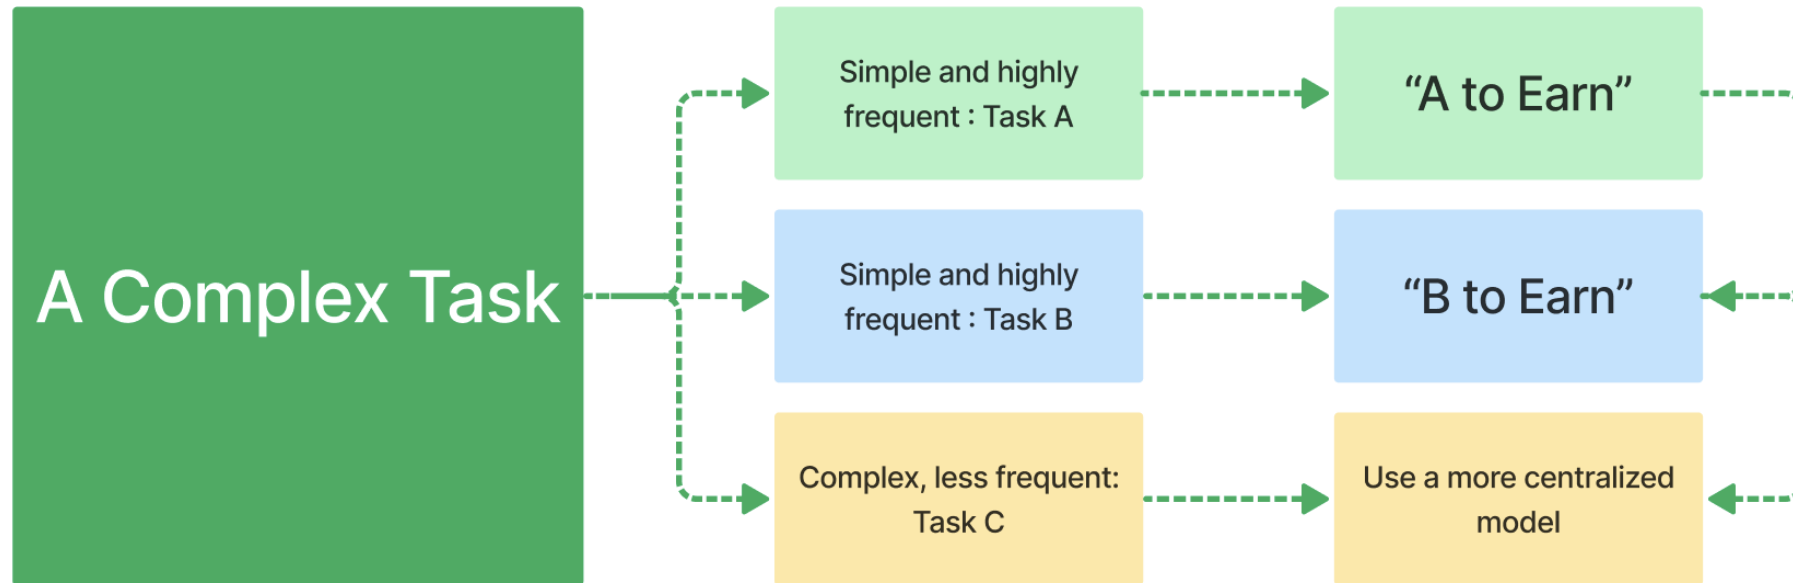 A Complex Task
Simple and highly
frequent : Task A
“A to Earn”
Simple and highly
frequent : Task B
“B to Earn”
Complex, less frequent:
Task C
Use a more centralized
model